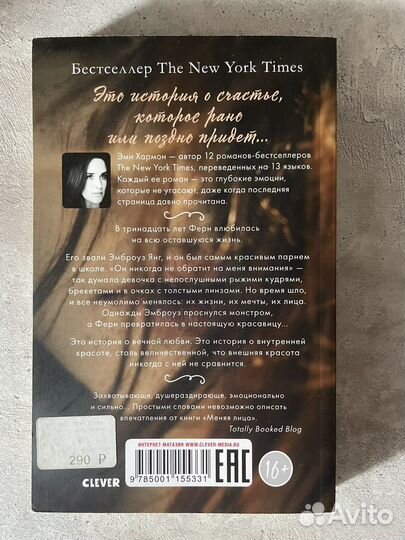 Бестселлер The New York Times
Это история о счастье,
которое рано
или поздно придет...
Эми Хармон — автор 12 романов-бестселлеров
The New York Times, переведенных на 13 языков.
Каждый ее роман — это глубокие эмоции,
которые не угасают, даже когда последняя
страница давно прочитана.
В тринадцать лет Ферн влюбилась
на всю оставшуюся жизнь.
Его звали Эмброуз Янг, и он был самым красивым парнем
в школе. «Он никогда не обратит на меня внимания» —
так думала девочка с непослушными рыжими кудрями,
брекетами и в очках с толстыми линзами. Но время шло,
и все неумолимо менялось: их жизни, их мечты, их лица.
Однажды Эмброуз проснулся монстром,
а Ферн превратилась в настоящую красавицу...
Это история о вечной любви. Это история о внутренней
красоте, столь величественной, что внешняя красота
никогда с ней не сравнится.
Захватывающе, душераздирающе, эмоционально
и сильно... Простыми словами невозможно описать
впечатления от книги «Меняя лица».
Totally Booked Blog
290 ₽
CLEVER
ИНТЕРНЕТ-МАГАЗИН WWW.CLEVER-MEDIA.RU
9785001155331
EAC
16+
Avito